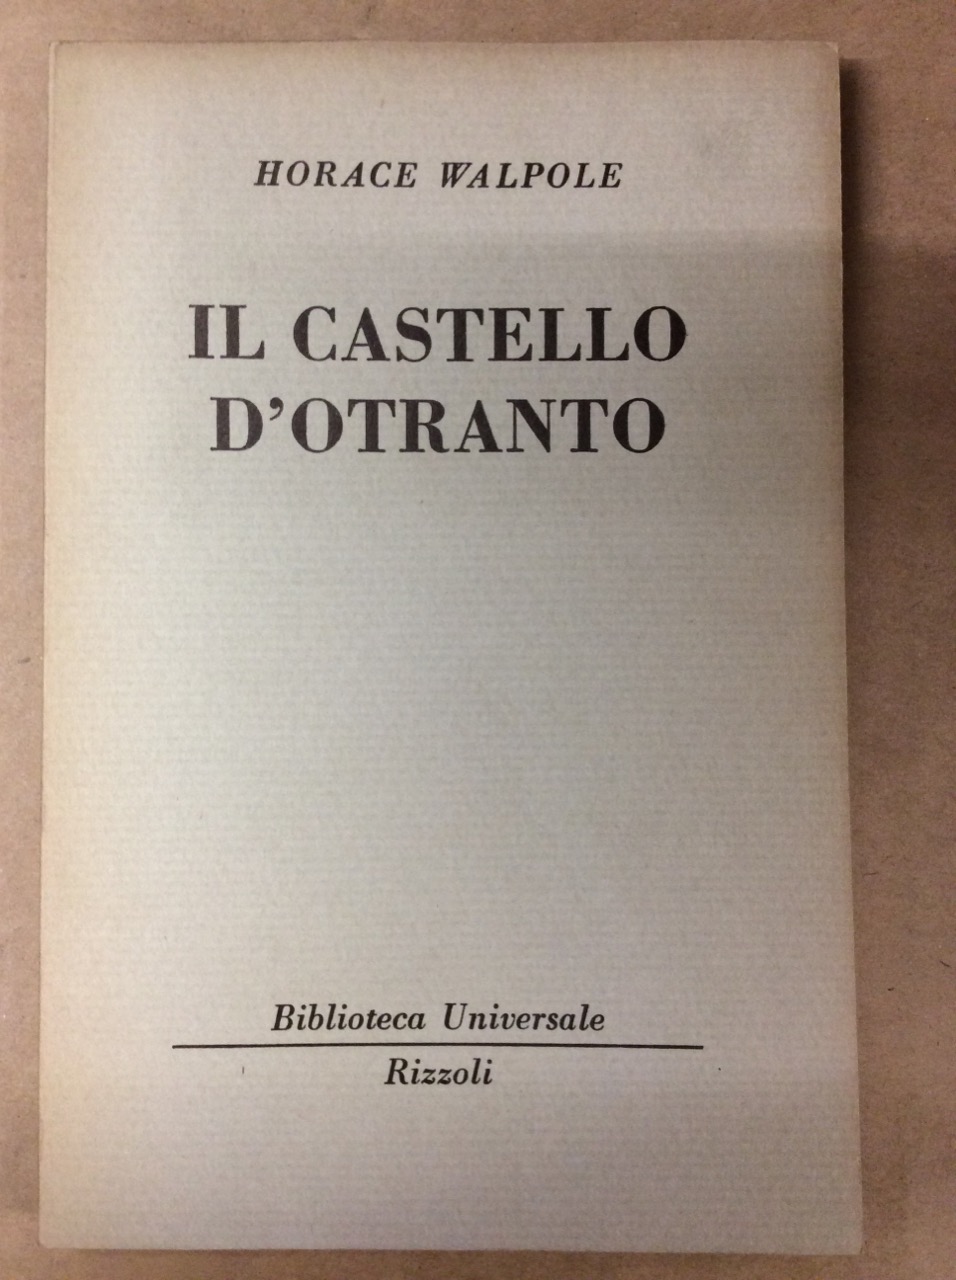 HORACE WALPOLE
IL CASTELLO
D'OTRANTO
Biblioteca Universale
Rizzoli